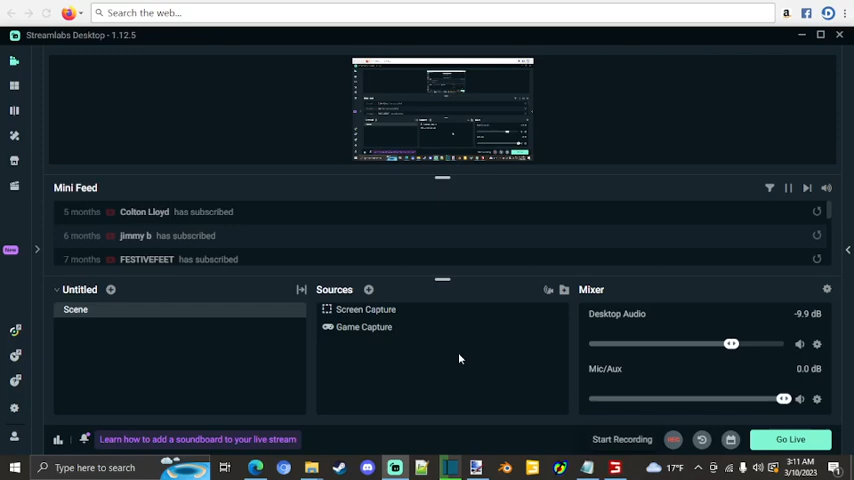 Search the web...
Streamlabs Desktop - 1.12.5
Mini Feed
5 months Colton Lloyd has subscribed
6 months jimmy b has subscribed
7 months FESTIVEFEET has subscribed
Untitled
Sources
Mixer
Scene
Screen Capture
Game Capture
Desktop Audio -9.9 dB
Mic/Aux 0.0 dB
Learn how to add a soundboard to your live stream
Start Recording
REC
Go Live
Type here to search
17°F
3:11 AM
3/10/2023